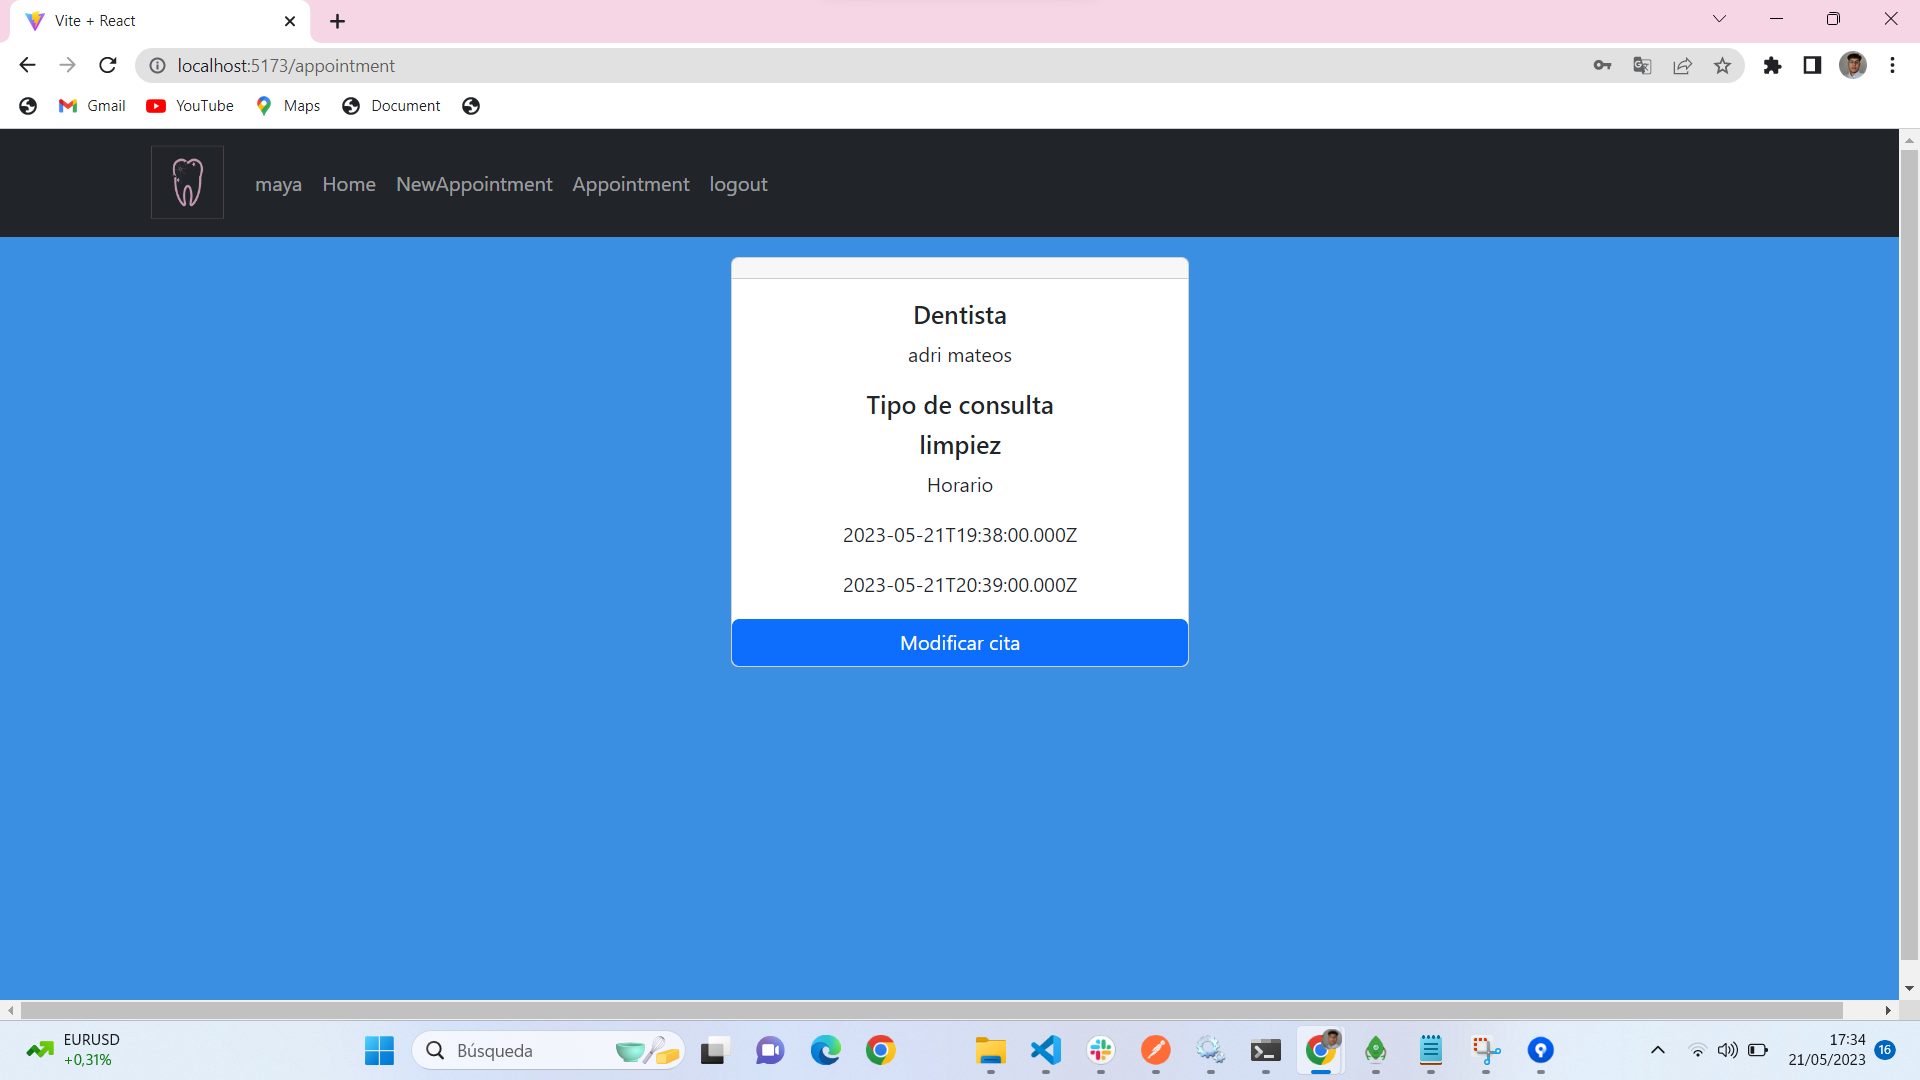 Vite + React
localhost:5173/appointment
Gmail YouTube Maps Document
maya Home NewAppointment Appointment logout
Dentista
adri mateos
Tipo de consulta
limpiez
Horario
2023-05-21T19:38:00.000Z
2023-05-21T20:39:00.000Z
Modificar cita
EURUSD
+0,31%
Búsqueda
17:34
21/05/2023
16